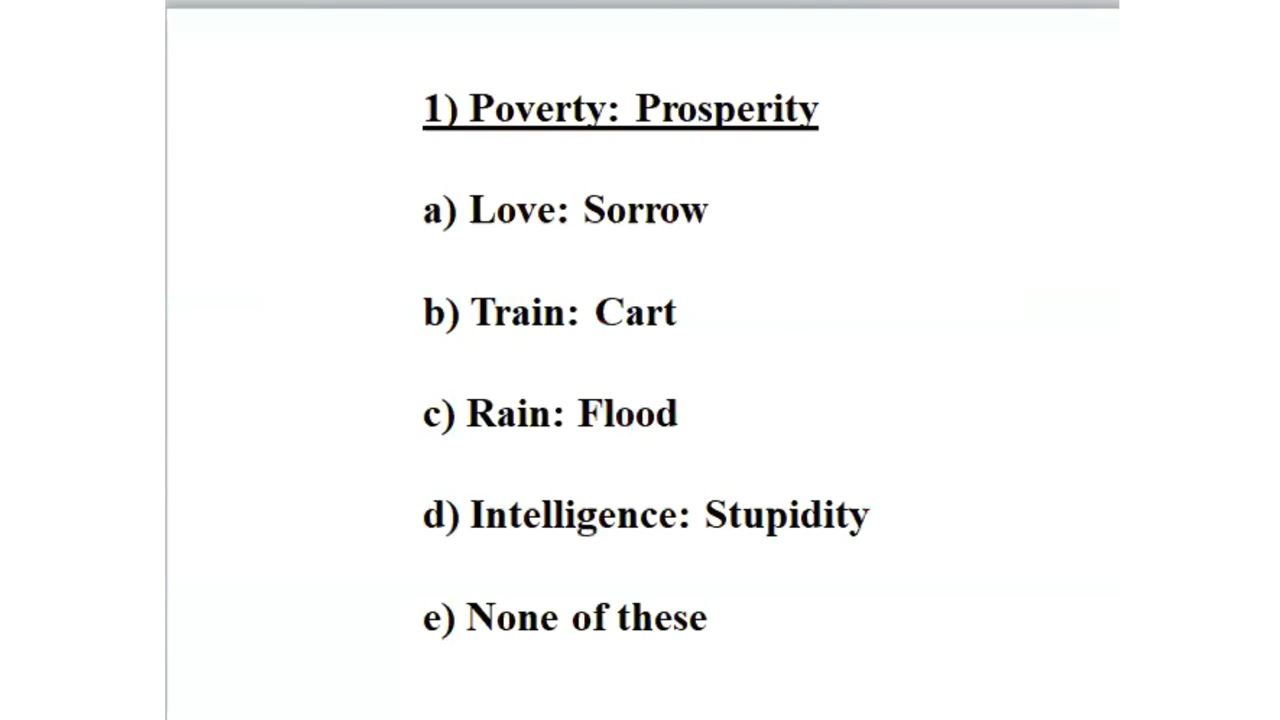 1) Poverty: Prosperity
a) Love: Sorrow
b) Train: Cart
c) Rain: Flood
d) Intelligence: Stupidity
e) None of these